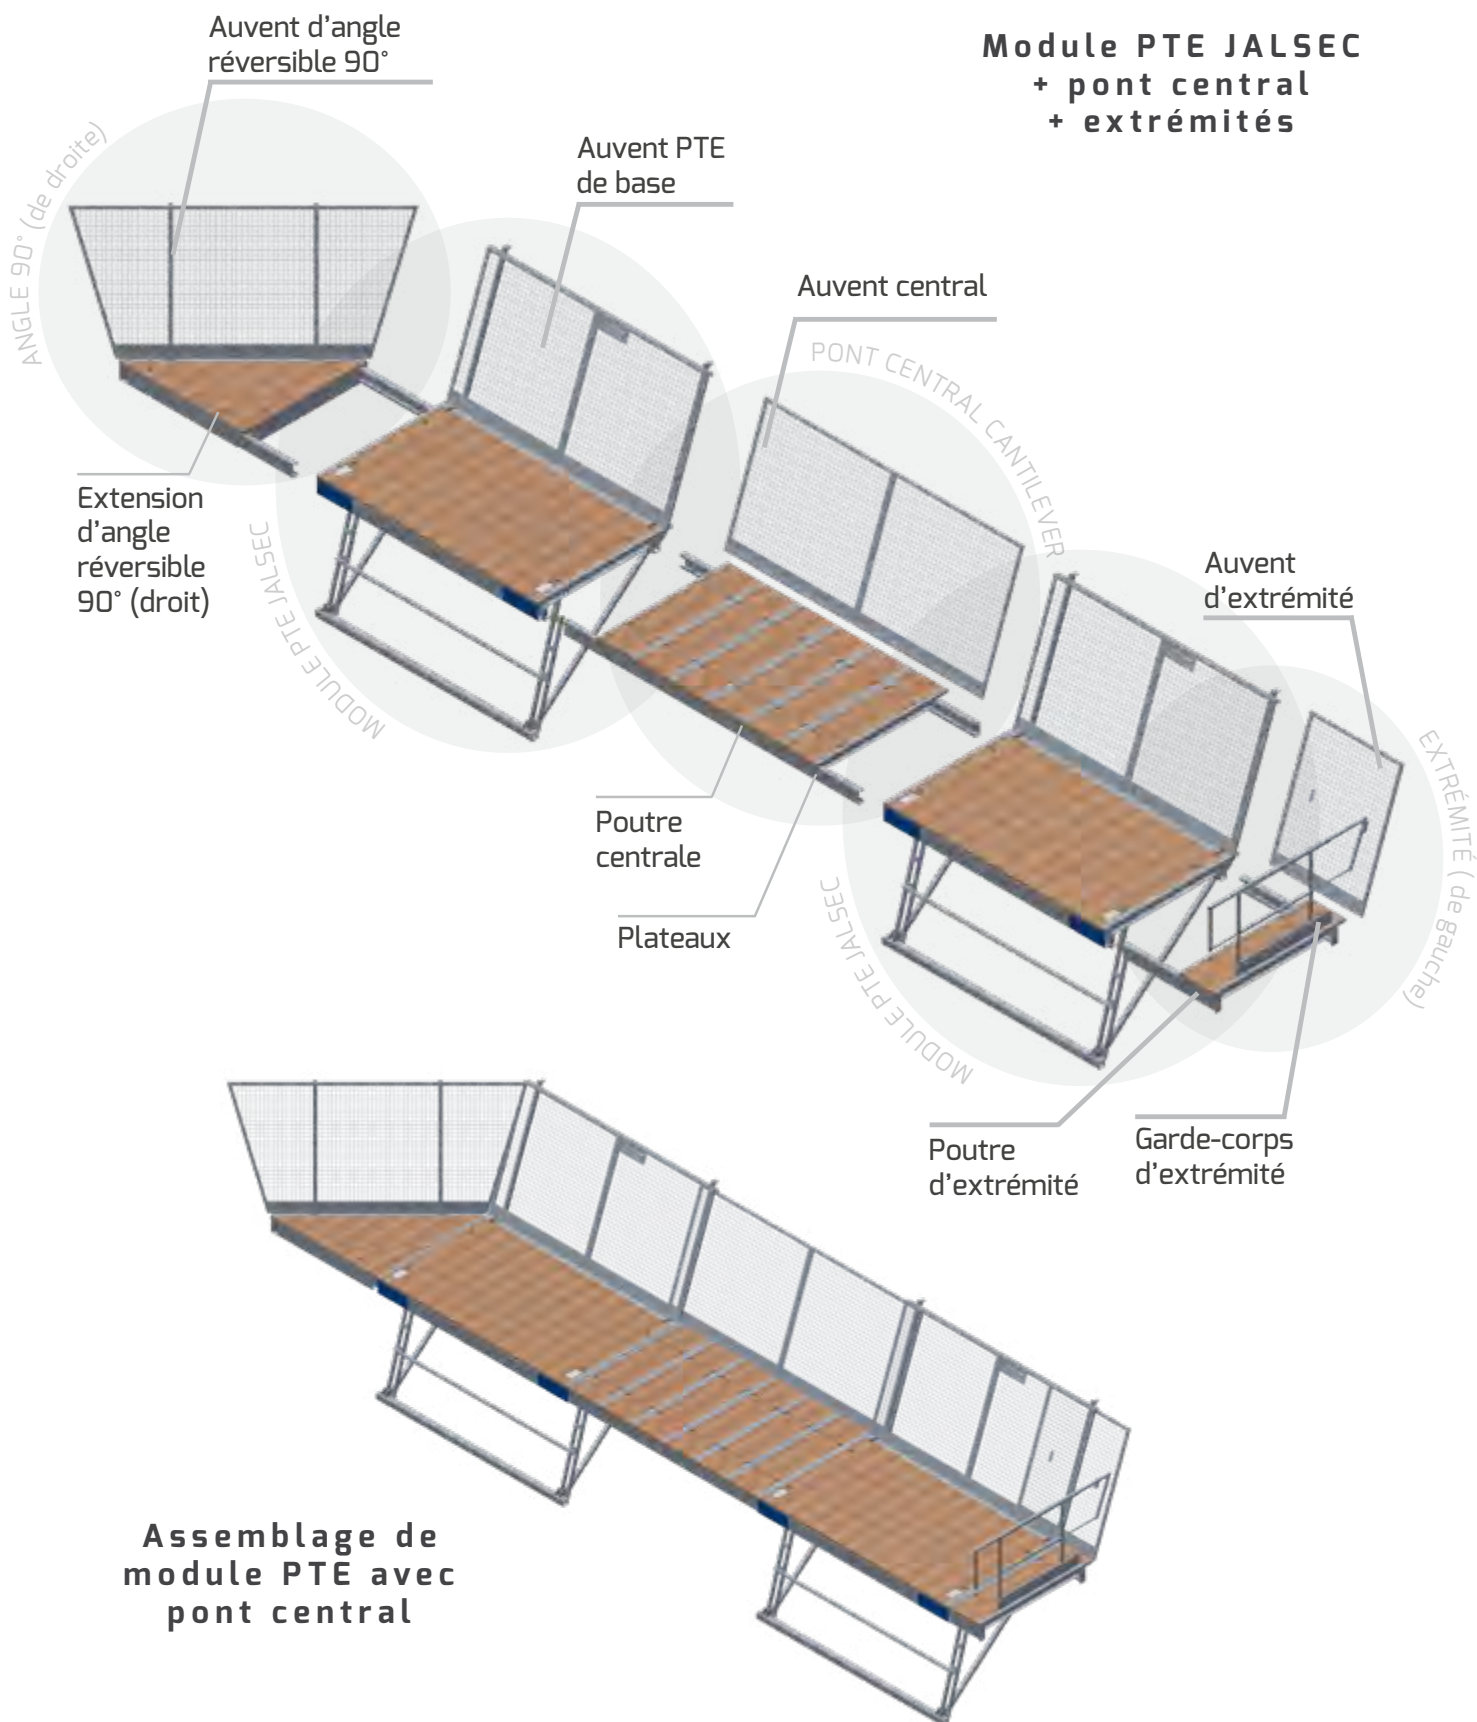 Auvent d'angle
réversible 90°
Module PTE JALSEC
+ pont central
+ extrémités
ANGLE 90° (de droite)
Auvent PTE
de base
Auvent central
PONT CENTRAL CANTILEVER
Extension
d'angle
réversible
90° (droit)
MODULE PTE JALSEC
Auvent
d'extrémité
EXTRÉMITÉ ( de gauche)
Poutre
centrale
Plateaux
MODULE PTE JALSEC
Poutre
d'extrémité
Garde-corps
d'extrémité
Assemblage de
module PTE avec
pont central